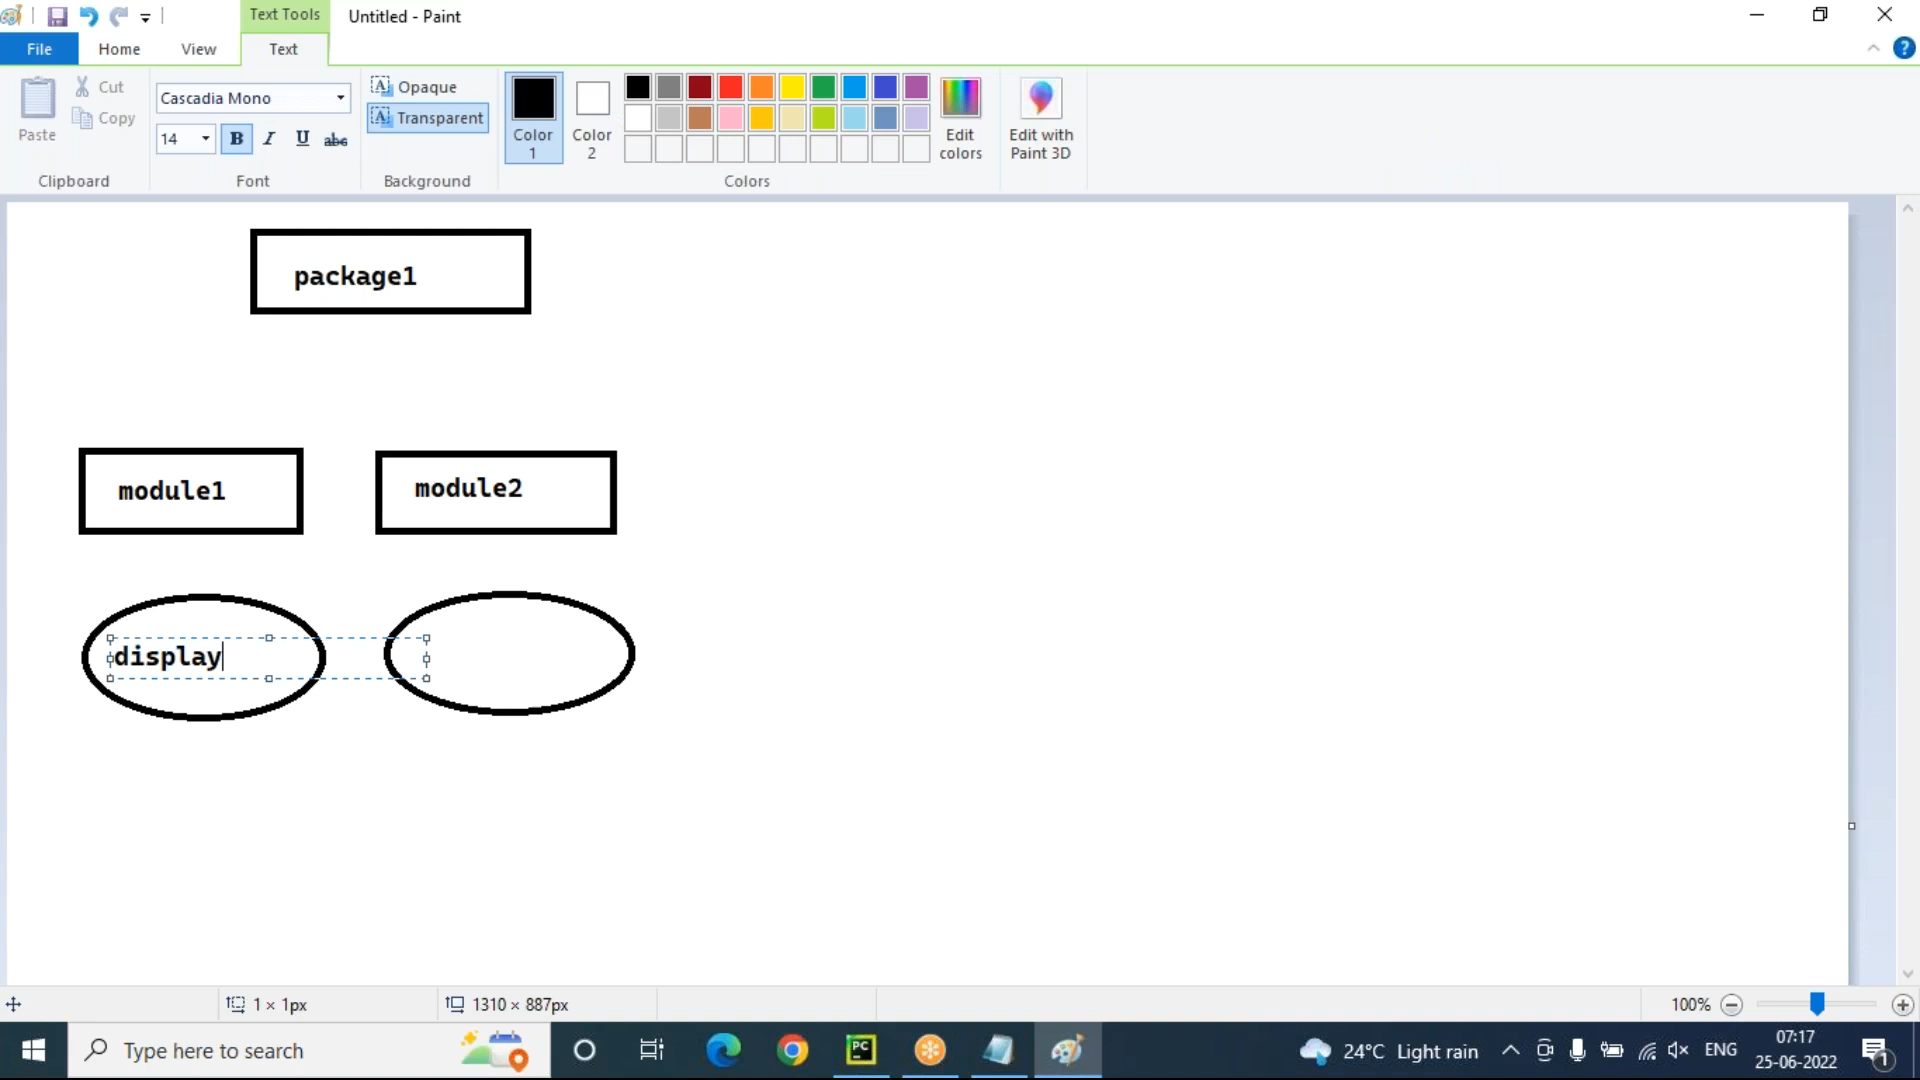 Text Tools
Untitled - Paint
File
Home
View
Text
Paste
Cut
Copy
Clipboard
Cascadia Mono
14
B
I
U
abc
Font
A
Opaque
A
Transparent
Background
Color
1
Color
2
Edit
colors
Colors
Edit with
Paint 3D
?
package1
module1
module2
display
1 × 1px
1310 × 887px
100%
Type here to search
PC
24°C Light rain
ENG
07:17
25-06-2022
1